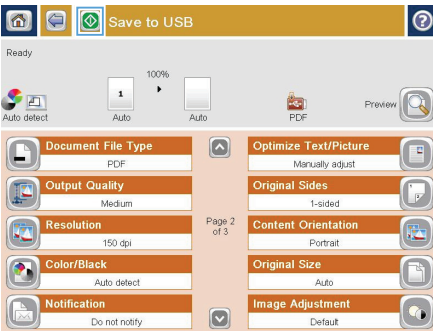 Save to USB
Ready
100%
1
Auto detect
Auto
Auto
PDF
Preview
Document File Type
PDF
Output Quality
Medium
Resolution
150 dpi
Color/Black
Auto detect
Notification
Do not notify
Page 2
of 3
Optimize Text/Picture
Manually adjust
Original Sides
1-sided
Content Orientation
Portrait
Original Size
Auto
Image Adjustment
Default